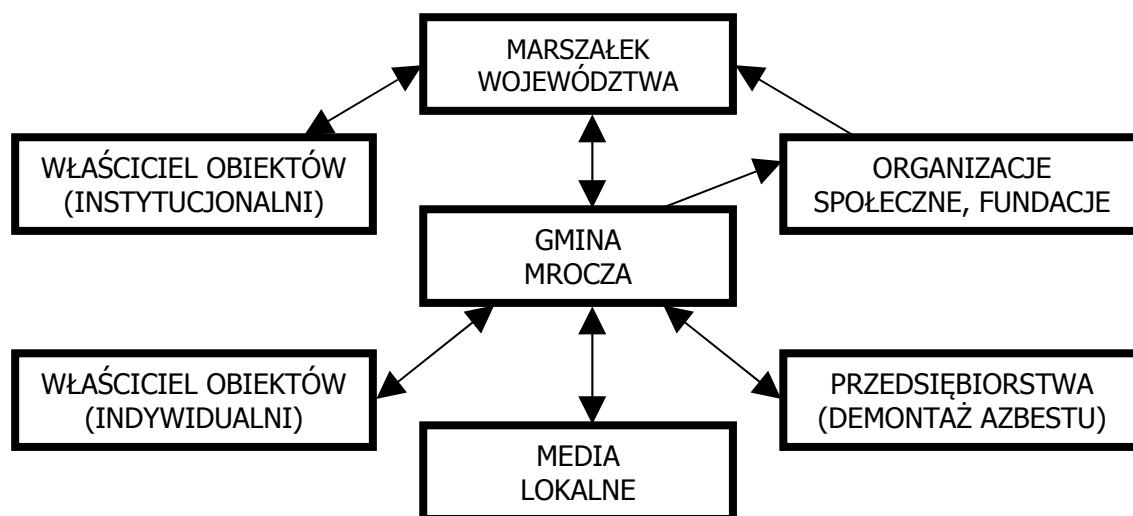 MARSZAŁEK
WOJEWÓDZTWA
WŁAŚCICIEL OBIEKTÓW
(INSTYTUCJONALNI)
ORGANIZACJE
SPOŁECZNE, FUNDACJE
GMINA
MROCZA
WŁAŚCICIEL OBIEKTÓW
(INDYWIDUALNI)
PRZEDSIĘBIORSTWA
(DEMONTAŻ AZBESTU)
MEDIA
LOKALNE